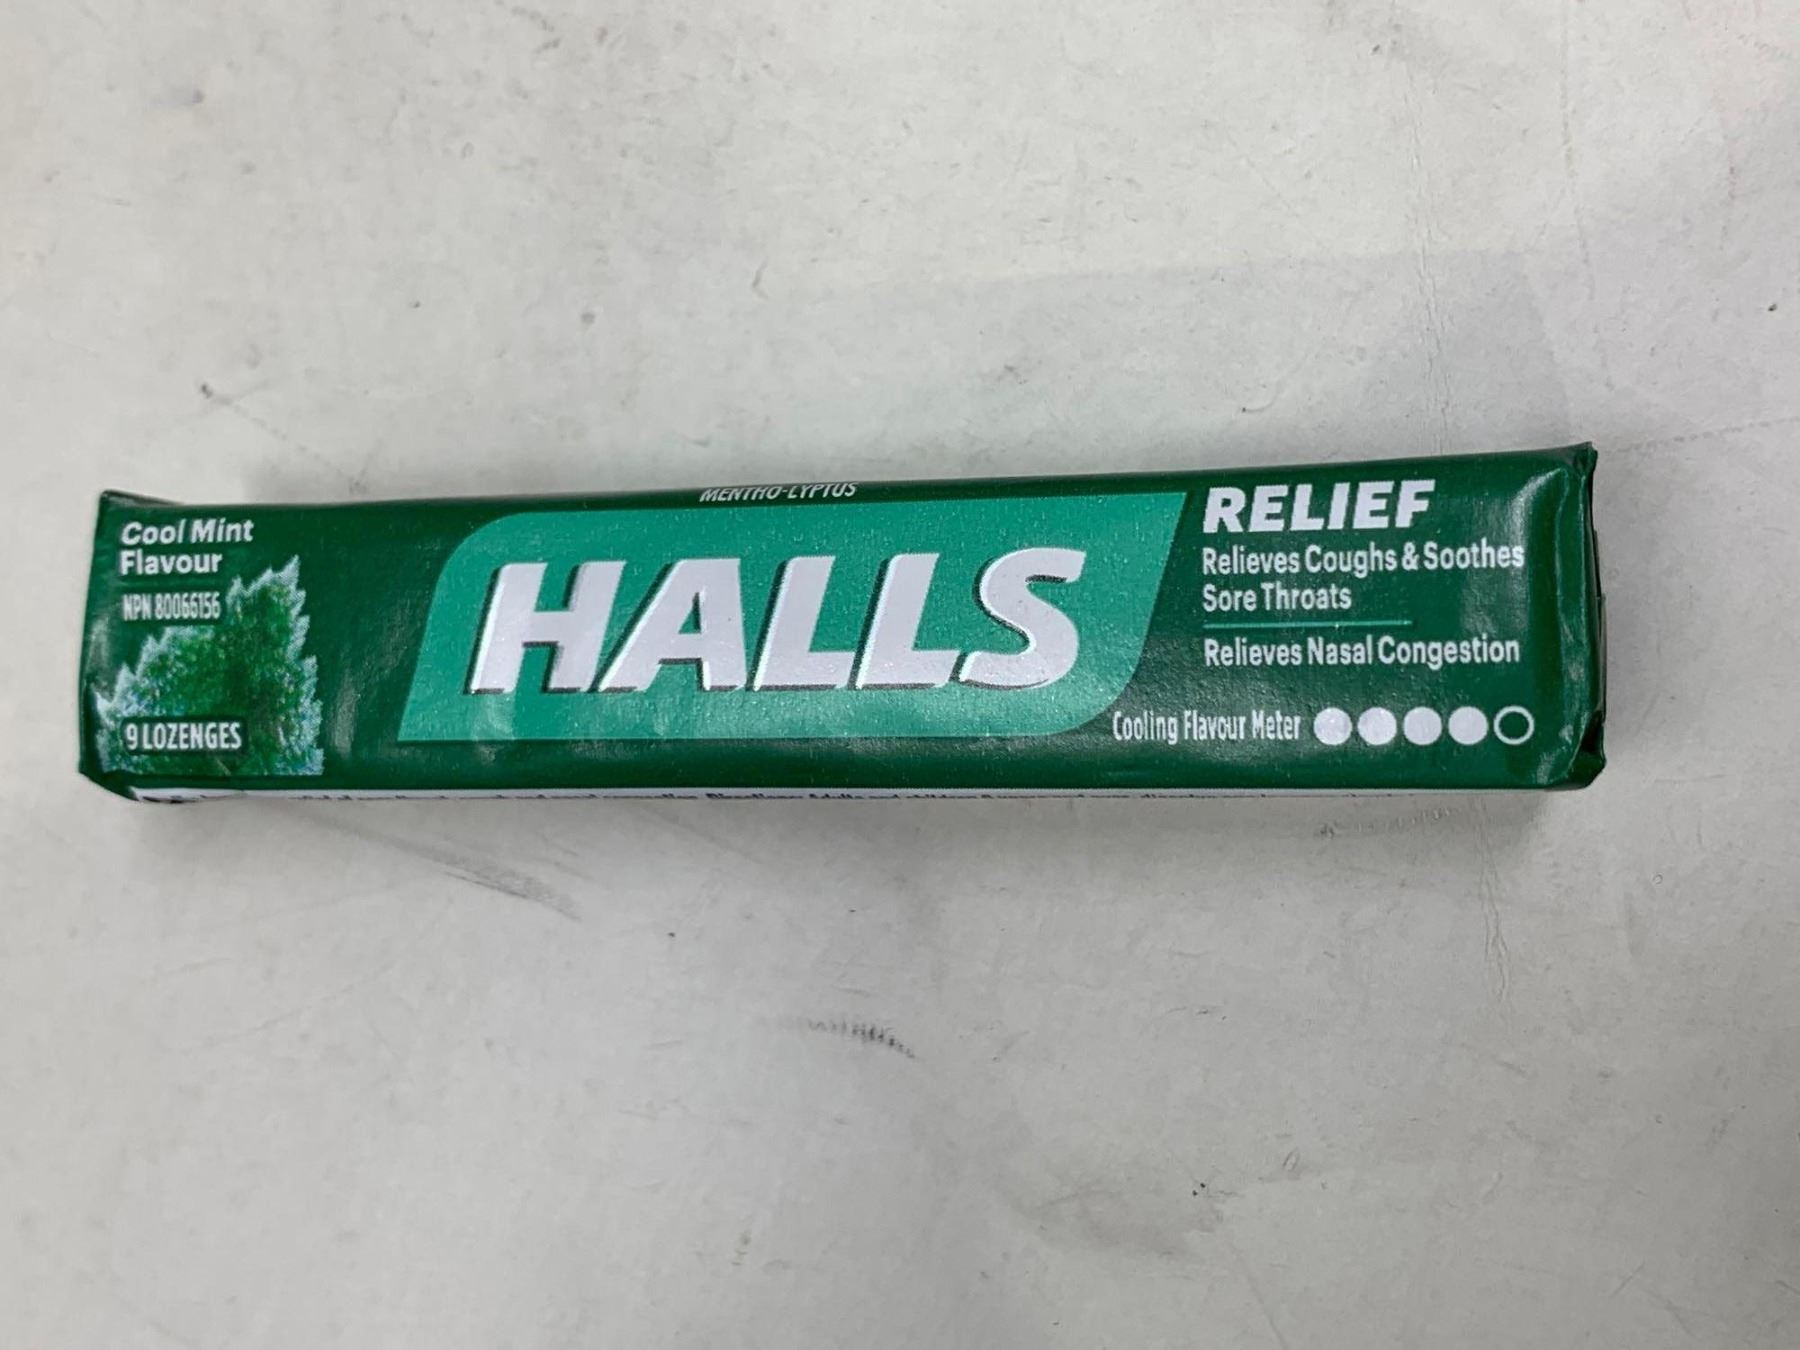 MENTHO-LYPTUS
Cool Mint
Flavour
NPN 80066156
9 LOZENGES
HALLS
RELIEF
Relieves Coughs & Soothes
Sore Throats
Relieves Nasal Congestion
Cooling Flavour Meter